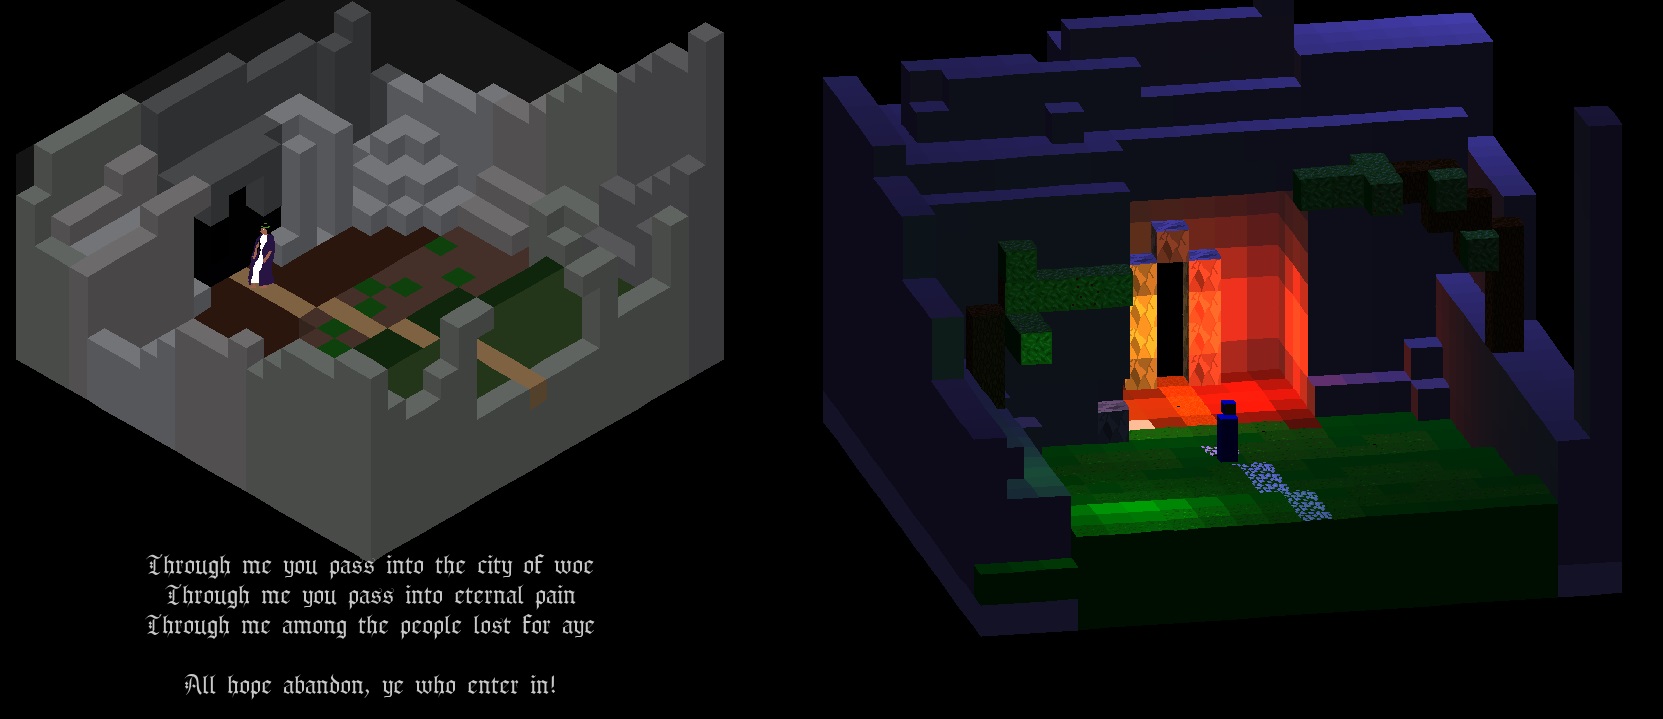 Through me you pass into the city of woe
Through me you pass into eternal pain
Through me among the people lost for aye
All hope abandon, ye who enter in!